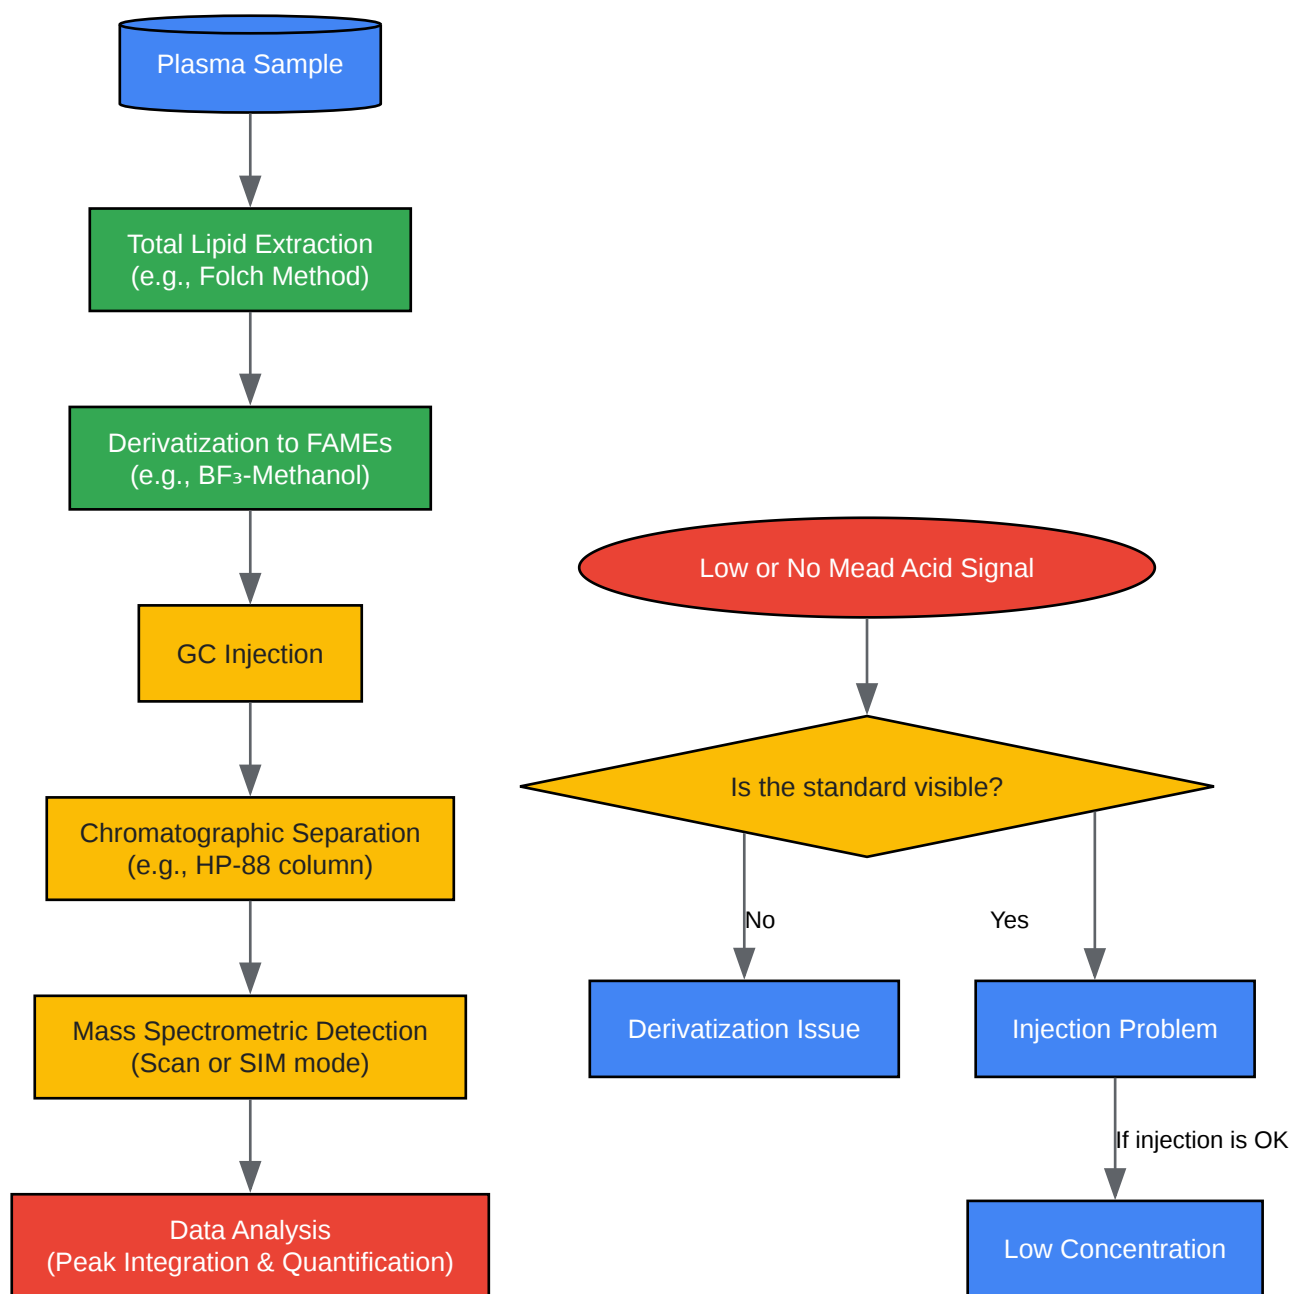 Plasma Sample
Total Lipid Extraction
(e.g., Folch Method)
Derivatization to FAMEs
(e.g., BF₃-Methanol)
GC Injection
Chromatographic Separation
(e.g., HP-88 column)
Mass Spectrometric Detection
(Scan or SIM mode)
Data Analysis
(Peak Integration & Quantification)
Low or No Mead Acid Signal
Is the standard visible?
No
Yes
Derivatization Issue
Injection Problem
If injection is OK
Low Concentration